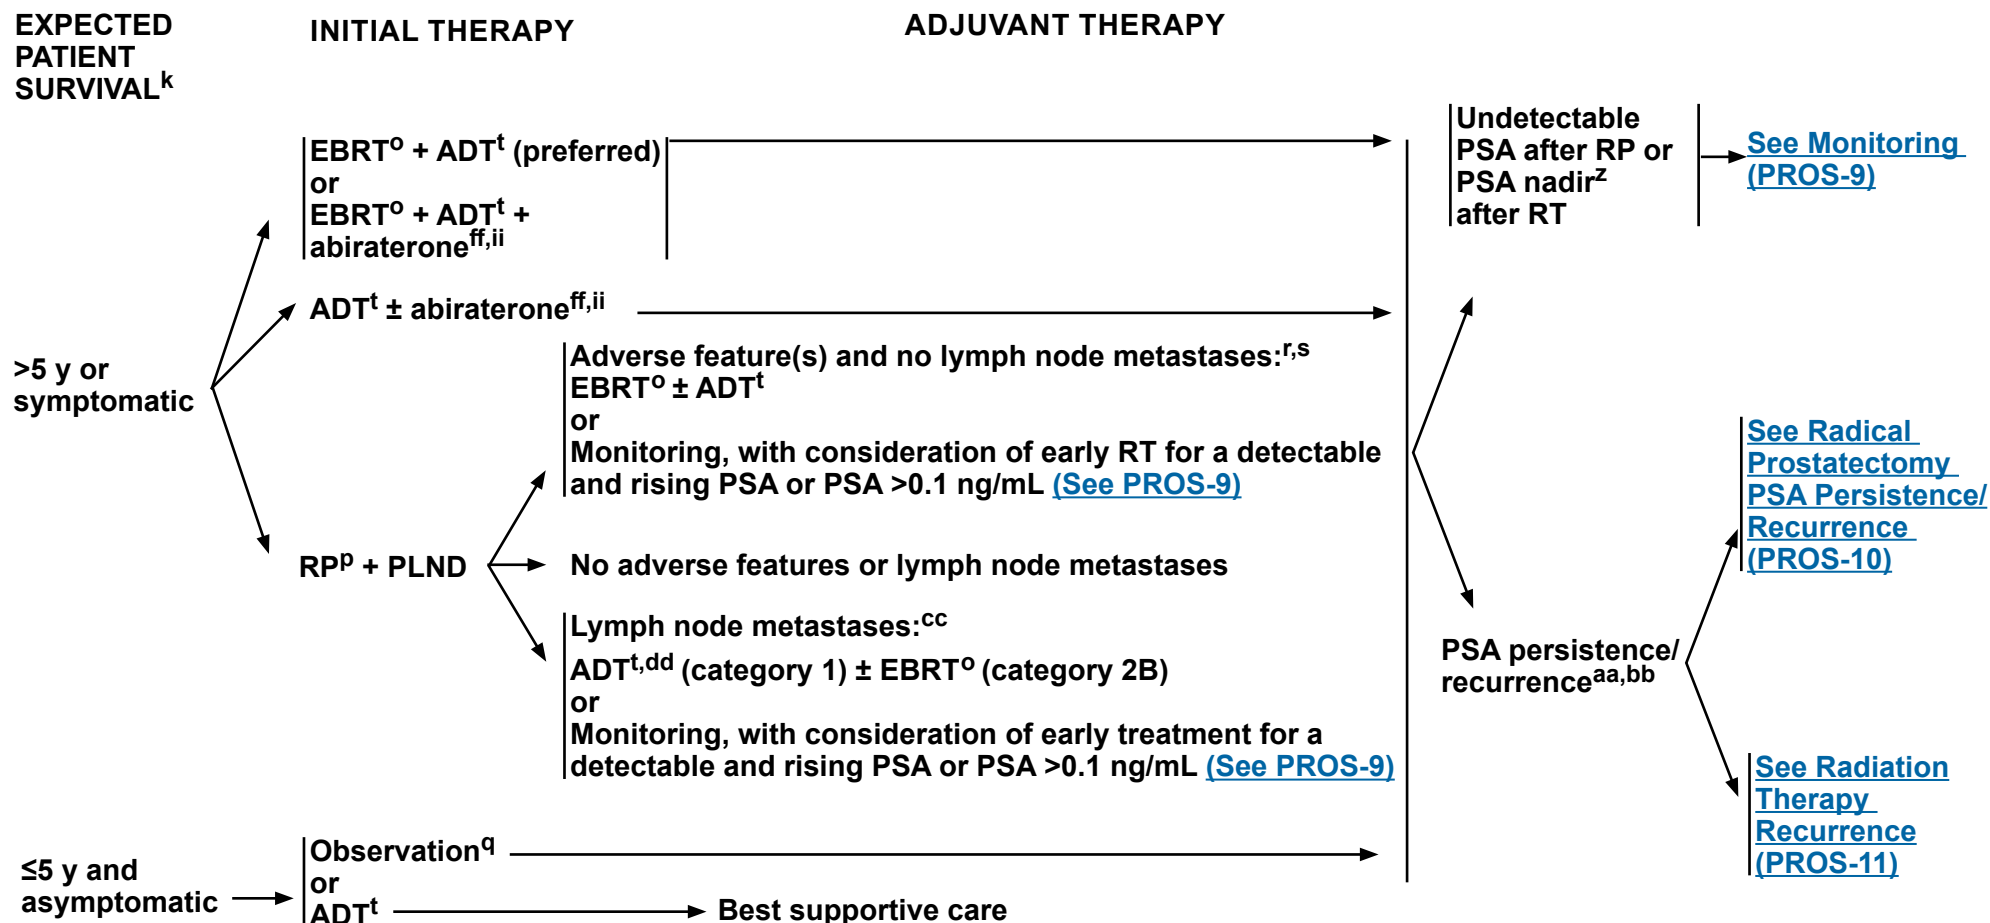 EXPECTED
PATIENT
SURVIVALk
INITIAL THERAPY
ADJUVANT THERAPY
>5 y or
symptomatic
EBRTo + ADTt (preferred)
or
EBRTo + ADTt +
abirateroneff,ii
ADTt ± abirateroneff,ii
RPp + PLND
Adverse feature(s) and no lymph node metastases:r,s
EBRTo ± ADTt
or
Monitoring, with consideration of early RT for a detectable
and rising PSA or PSA >0.1 ng/mL (See PROS-9)
No adverse features or lymph node metastases
Lymph node metastases:cc
ADTt,dd (category 1) ± EBRTo (category 2B)
or
Monitoring, with consideration of early treatment for a
detectable and rising PSA or PSA >0.1 ng/mL (See PROS-9)
≤5 y and
asymptomatic
Observationq
or
ADTt
Best supportive care
Undetectable
PSA after RP or
PSA nadirz
after RT
See Monitoring
(PROS-9)
PSA persistence/
recurrenceaa,bb
See Radical
Prostatectomy
PSA Persistence/
Recurrence
(PROS-10)
See Radiation
Therapy
Recurrence
(PROS-11)